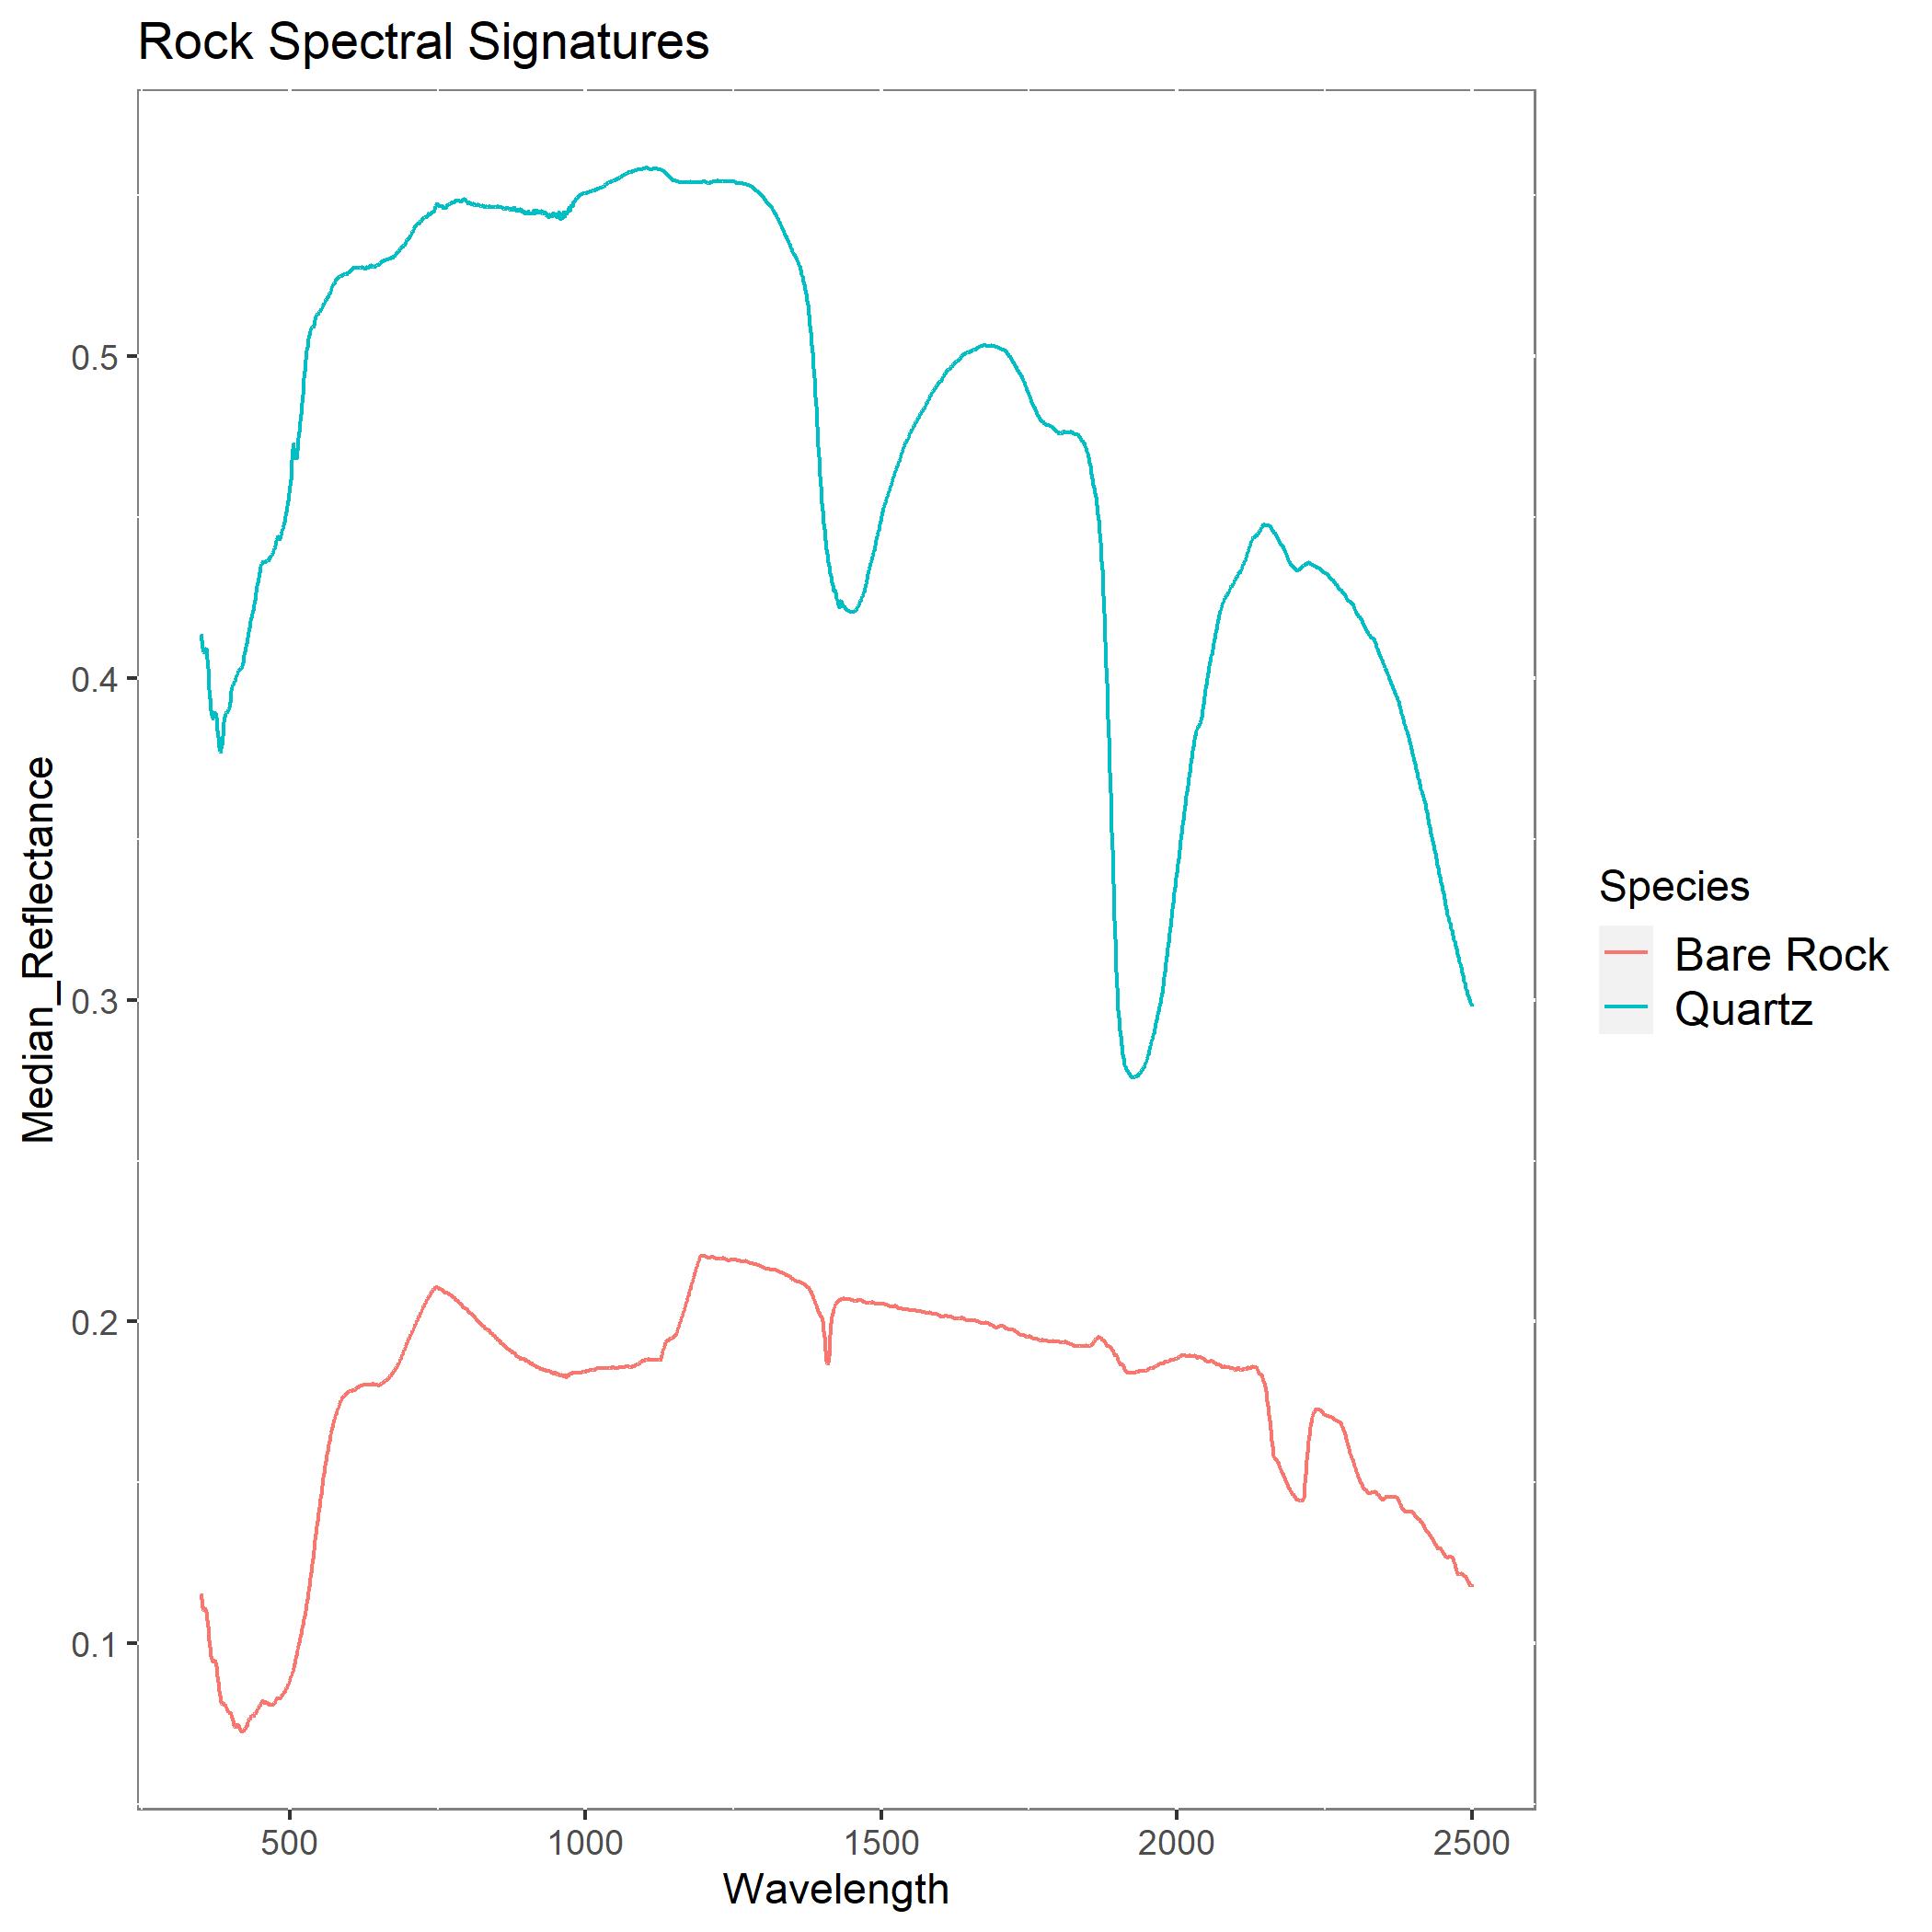 Rock Spectral Signatures
Median_Reflectance
0.5
0.4
0.3
0.2
0.1
500 1000 1500 2000 2500
Wavelength
Species
Bare Rock
Quartz